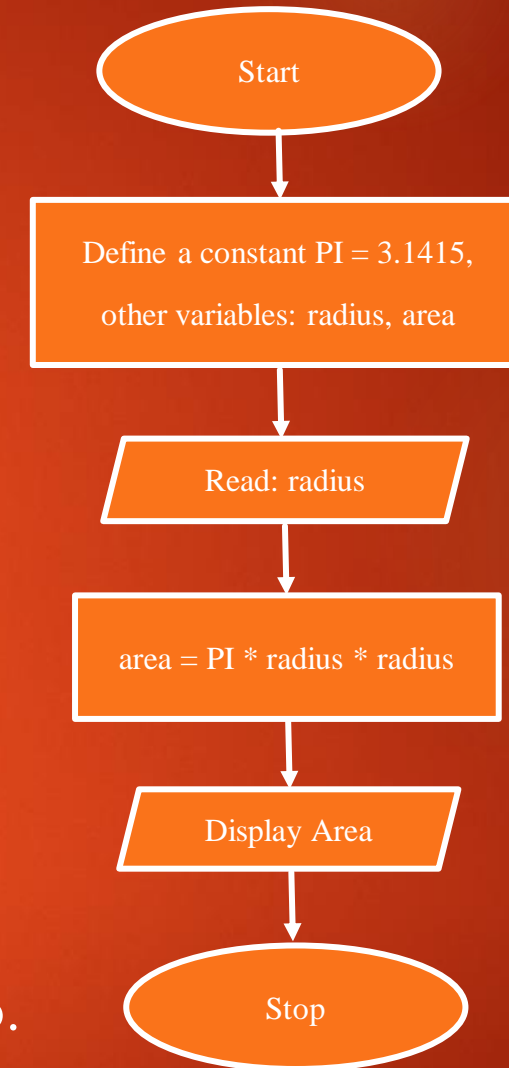 Start
Define a constant PI = 3.1415,
other variables: radius, area
Read: radius
area = PI * radius * radius
Display Area
Stop